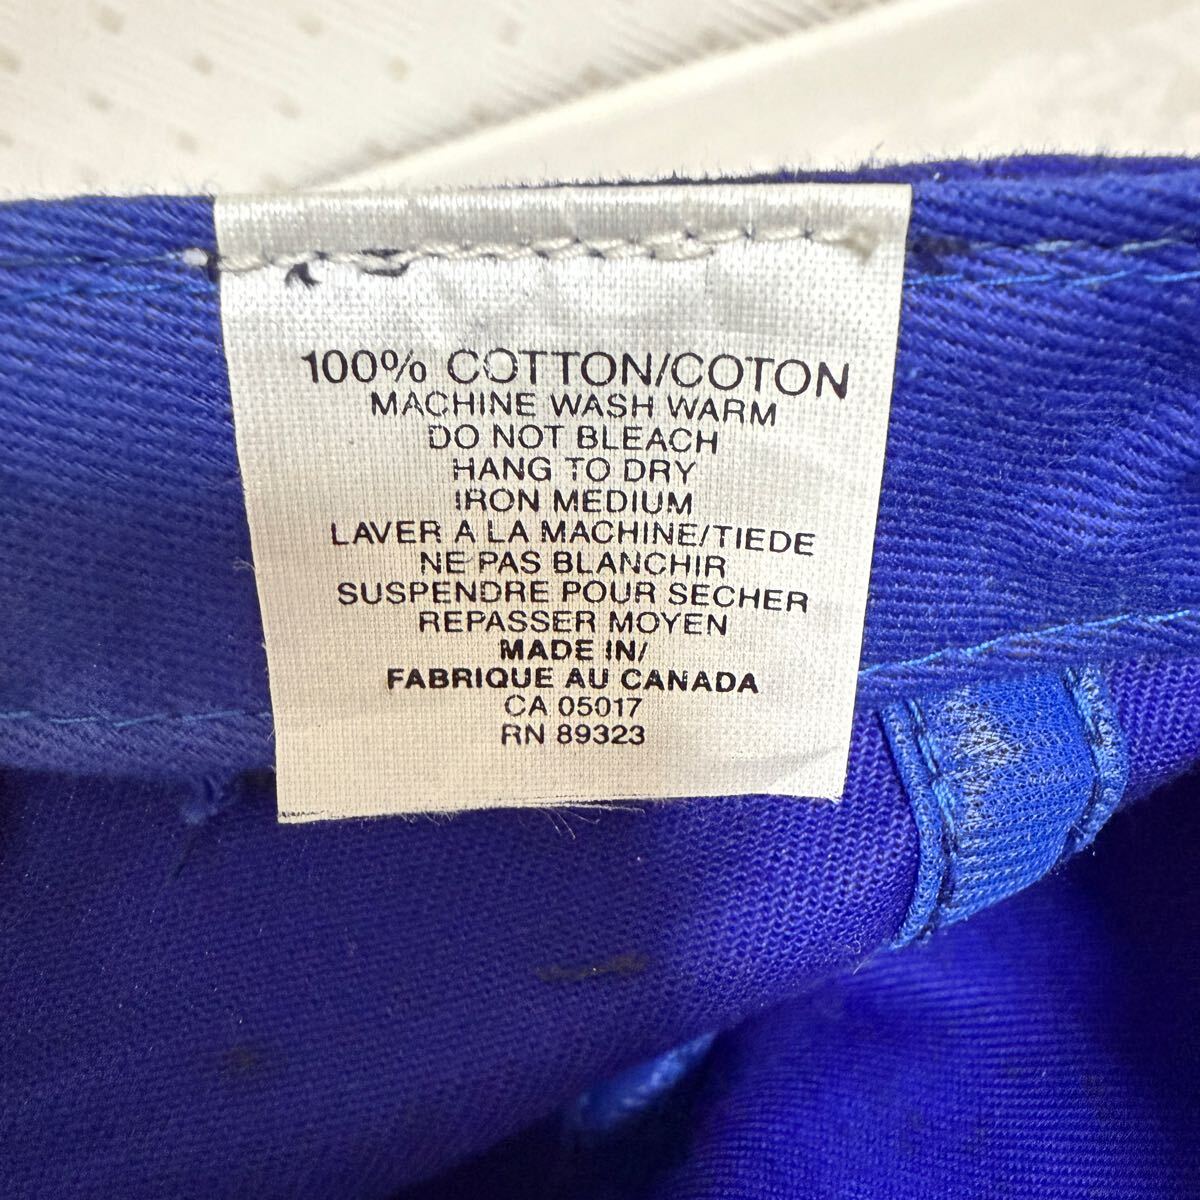 100% COTTON/COTON
MACHINE WASH WARM
DO NOT BLEACH
HANG TO DRY
IRON MEDIUM
LAVER A LA MACHINE/TIEDE
NE PAS BLANCHIR
SUSPENDRE POUR SECHER
REPASSER MOYEN
MADE IN/
FABRIQUE AU CANADA
CA 05017
RN 89323